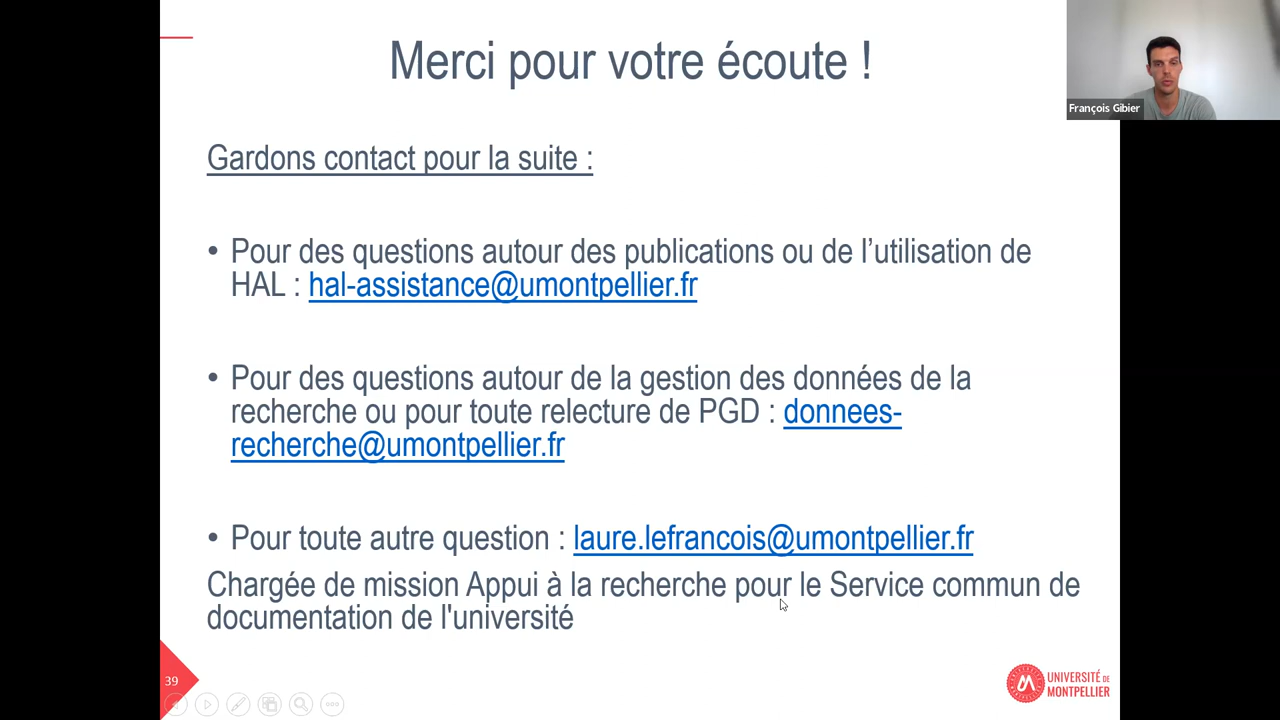 Merci pour votre écoute !
François Gibier
Gardons contact pour la suite :
• Pour des questions autour des publications ou de l’utilisation de
HAL : hal-assistance@umontpellier.fr
• Pour des questions autour de la gestion des données de la
recherche ou pour toute relecture de PGD : donnees-
recherche@umontpellier.fr
• Pour toute autre question : laure.lefrancois@umontpellier.fr
Chargée de mission Appui à la recherche pour le Service commun de
documentation de l'université
39
UNIVERSITÉ DE
MONTPELLIER